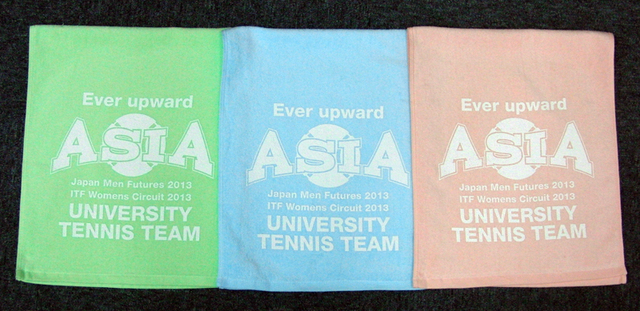 Ever upward
ASIA
Japan Men Futures 2013
ITF Womens Circuit 2013
UNIVERSITY
TENNIS TEAM
Ever upward
ASIA
Japan Men Futures 2013
ITF Womens Circuit 2013
UNIVERSITY
TENNIS TEAM
Ever upward
ASIA
Japan Men Futures 2013
ITF Womens Circuit 2013
UNIVERSITY
TENNIS TEAM